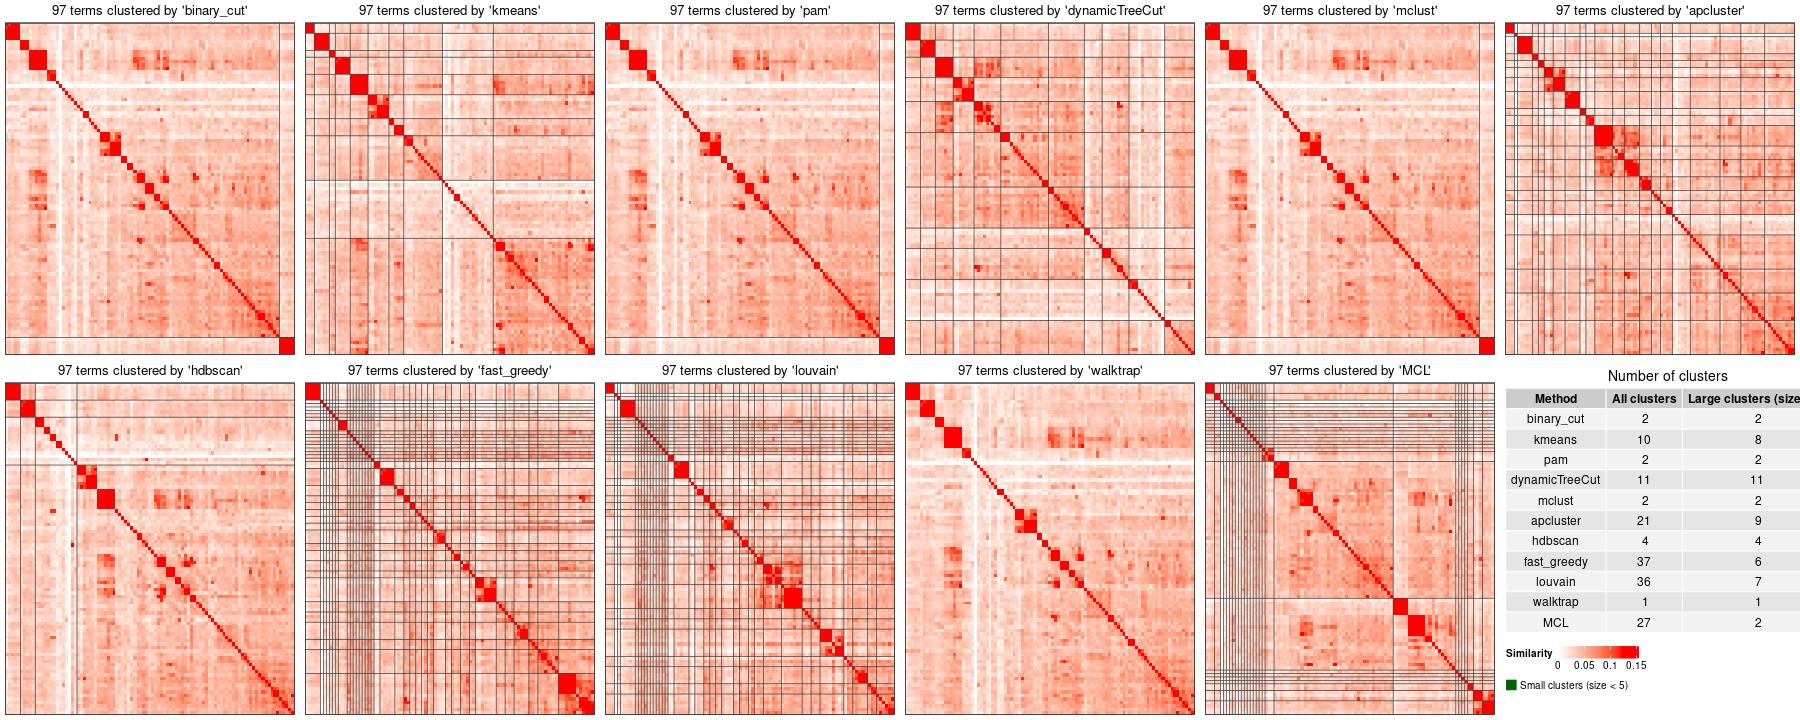 97 terms clustered by 'binary_cut'
97 terms clustered by 'kmeans'
97 terms clustered by 'pam'
97 terms clustered by 'dynamicTreeCut'
97 terms clustered by 'mclust'
97 terms clustered by 'apcluster'
97 terms clustered by 'hdbscan'
97 terms clustered by 'fast_greedy'
97 terms clustered by 'louvain'
97 terms clustered by 'walktrap'
97 terms clustered by 'MCL'
Number of clusters
Method All clusters Large clusters (size
binary_cut 2 2
kmeans 10 8
pam 2 2
dynamicTreeCut 11 11
mclust 2 2
apcluster 21 9
hdbscan 4 4
fast_greedy 37 6
louvain 36 7
walktrap 1 1
MCL 27 2
Similarity
0 0.05 0.1 0.15
Small clusters (size < 5)